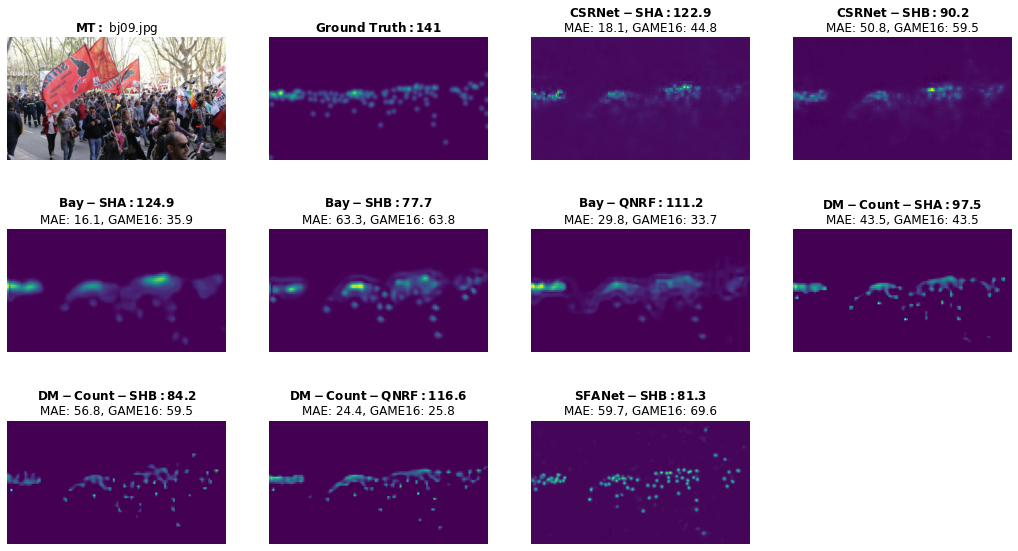 MT: bj09.jpg
Ground Truth:141
CSRNet−SHA:122.9
MAE: 18.1, GAME16: 44.8
CSRNet−SHB:90.2
MAE: 50.8, GAME16: 59.5
Bay−SHA:124.9
MAE: 16.1, GAME16: 35.9
Bay−SHB:77.7
MAE: 63.3, GAME16: 63.8
Bay−QNRF:111.2
MAE: 29.8, GAME16: 33.7
DM−Count−SHA:97.5
MAE: 43.5, GAME16: 43.5
DM−Count−SHB:84.2
MAE: 56.8, GAME16: 59.5
DM−Count−QNRF:116.6
MAE: 24.4, GAME16: 25.8
SFANet−SHB:81.3
MAE: 59.7, GAME16: 69.6